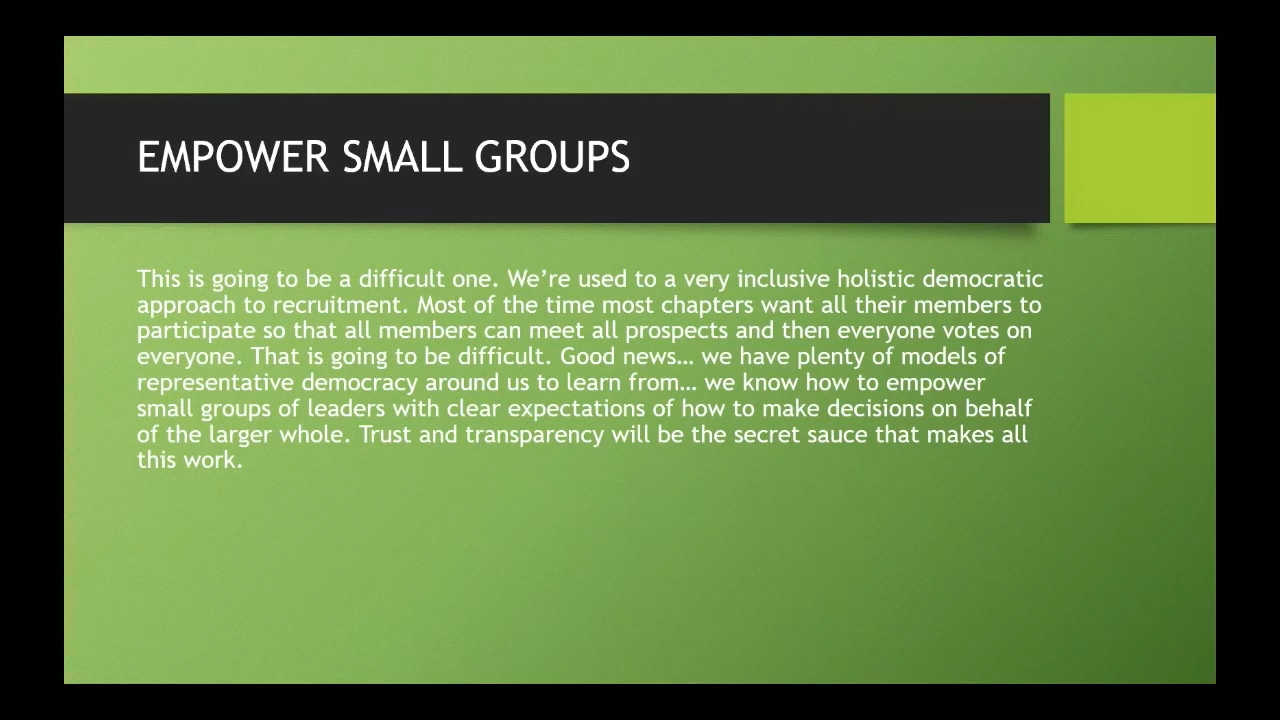 EMPOWER SMALL GROUPS
This is going to be a difficult one. We’re used to a very inclusive holistic democratic
approach to recruitment. Most of the time most chapters want all their members to
participate so that all members can meet all prospects and then everyone votes on
everyone. That is going to be difficult. Good news… we have plenty of models of
representative democracy around us to learn from… we know how to empower
small groups of leaders with clear expectations of how to make decisions on behalf
of the larger whole. Trust and transparency will be the secret sauce that makes all
this work.